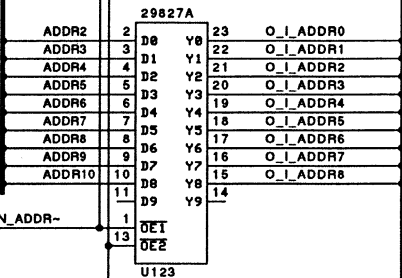 29827A
ADDR2 2 D0 Y0 23 O_I_ADDR0
ADDR3 3 D1 Y1 22 O_I_ADDR1
ADDR4 4 D2 Y2 21 O_I_ADDR2
ADDR5 5 D3 Y3 20 O_I_ADDR3
ADDR6 6 D4 Y4 19 O_I_ADDR4
ADDR7 7 D5 Y5 18 O_I_ADDR5
ADDR8 8 D6 Y6 17 O_I_ADDR6
ADDR9 9 D7 Y7 16 O_I_ADDR7
ADDR10 10 D8 Y8 15 O_I_ADDR8
11 D9 Y9 14
N_ADDR~ 1 OE1
13 OE2
U123